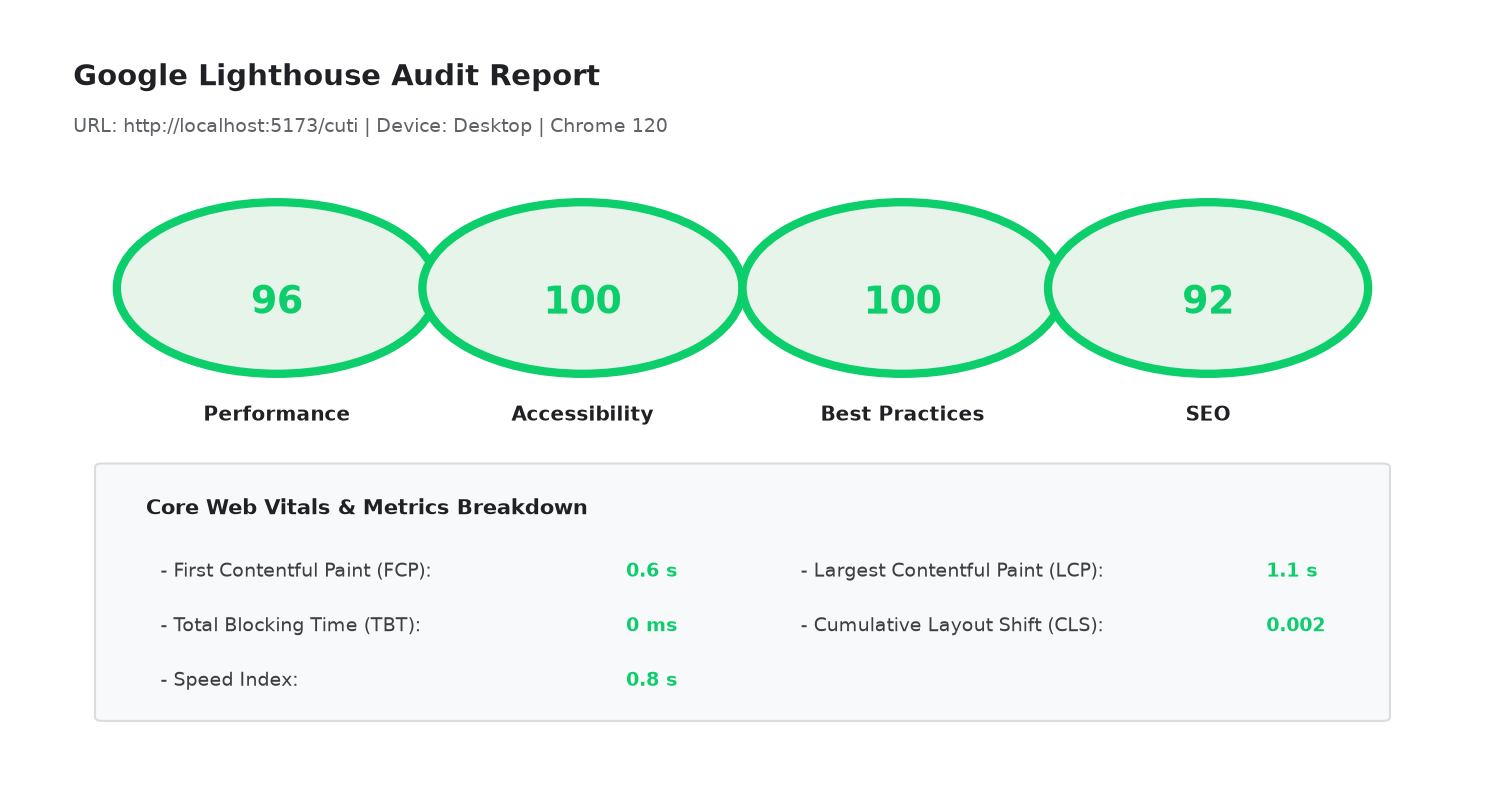 Google Lighthouse Audit Report
URL: http://localhost:5173/cuti | Device: Desktop | Chrome 120
96 100 100 92
Performance Accessibility Best Practices SEO
Core Web Vitals & Metrics Breakdown
- First Contentful Paint (FCP): 0.6 s - Largest Contentful Paint (LCP): 1.1 s
- Total Blocking Time (TBT): 0 ms - Cumulative Layout Shift (CLS): 0.002
- Speed Index: 0.8 s